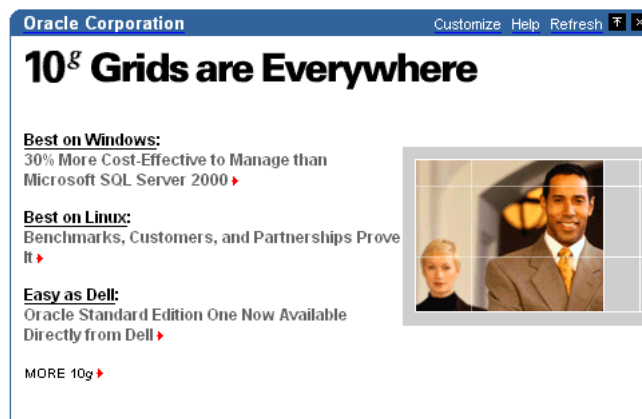 Oracle Corporation
Customize Help Refresh
10g Grids are Everywhere
Best on Windows:
30% More Cost-Effective to Manage than
Microsoft SQL Server 2000
Best on Linux:
Benchmarks, Customers, and Partnerships Prove
It
Easy as Dell:
Oracle Standard Edition One Now Available
Directly from Dell
MORE 10g